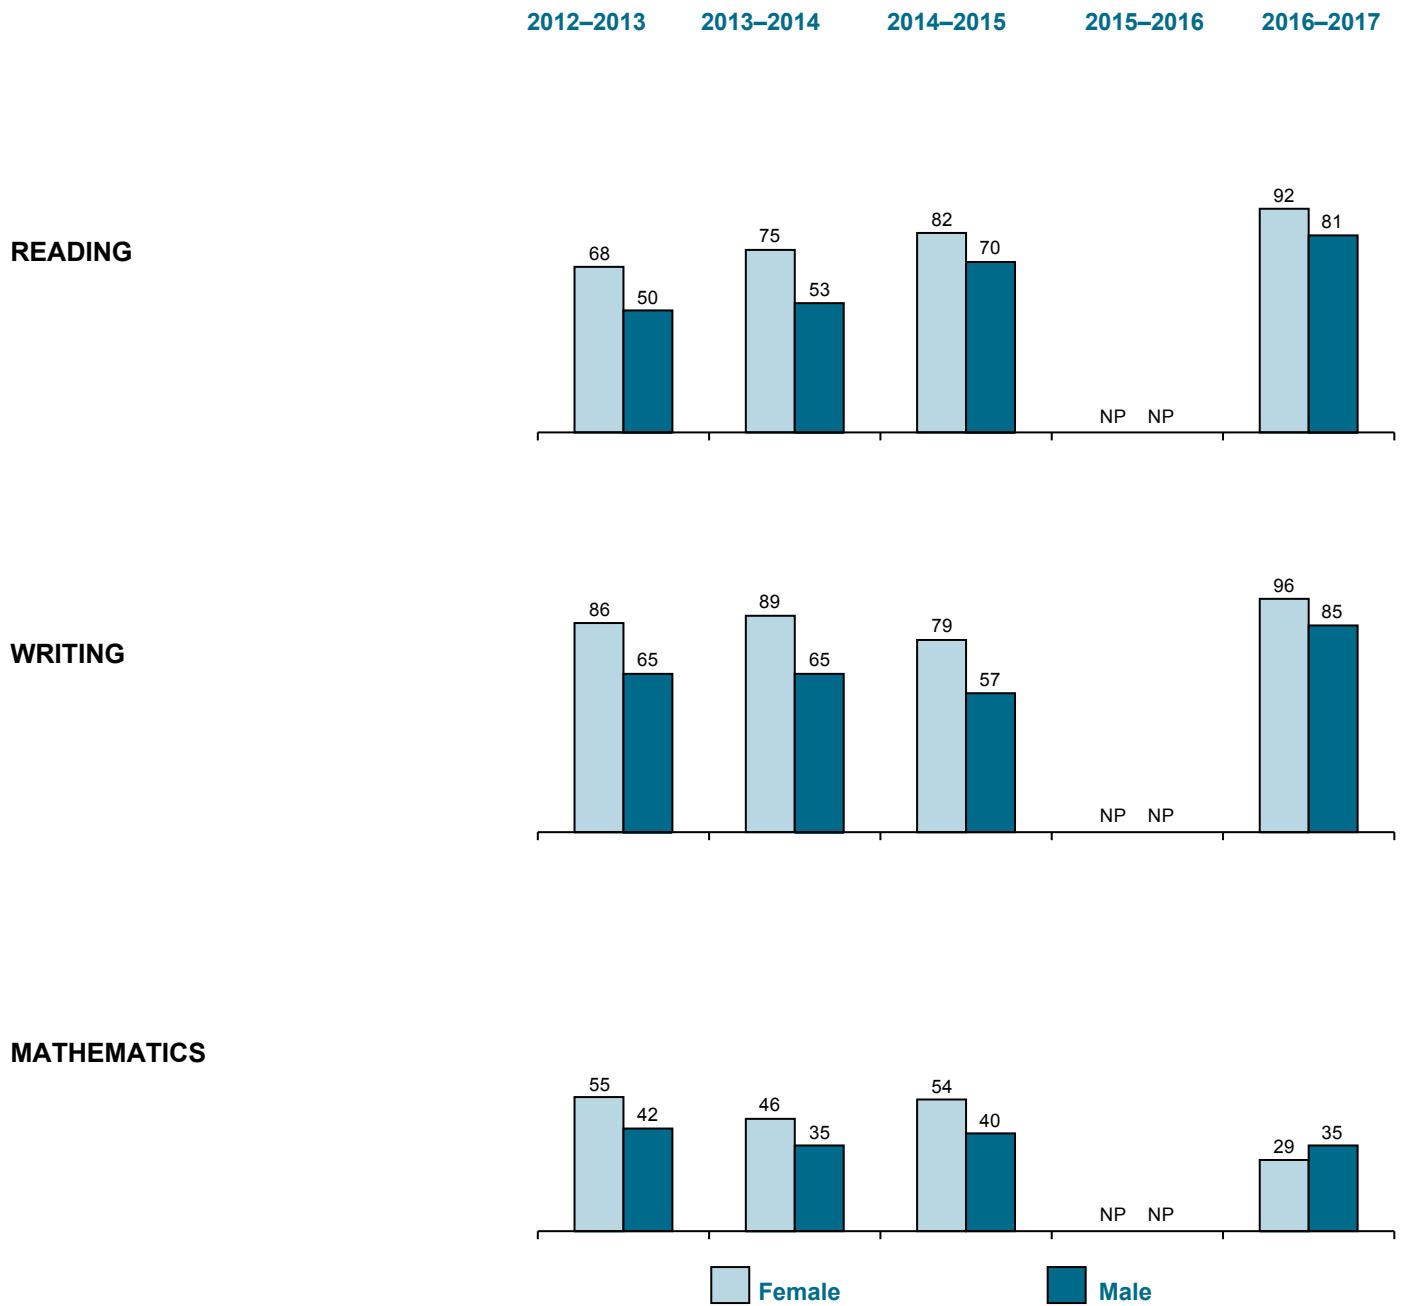 2012–2013 2013–2014 2014–2015 2015–2016 2016–2017
READING
68 50 75 53 82 70 NP NP 92 81
WRITING
86 65 89 65 79 57 NP NP 96 85
MATHEMATICS
55 42 46 35 54 40 NP NP 29 35
Female Male